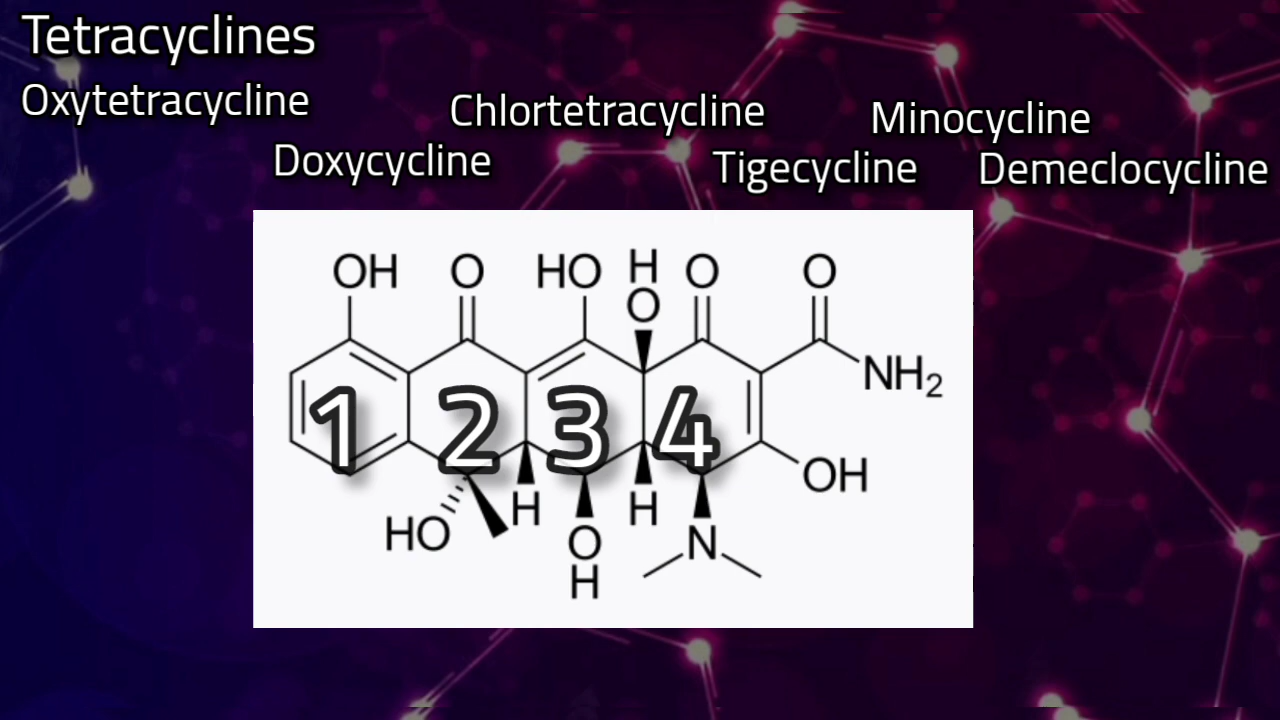 Tetracyclines
Oxytetracycline
Chlortetracycline
Minocycline
Doxycycline
Tigecycline
Demeclocycline
OH
O
HO
H
O
O
O
NH₂
1
2
3
4
OH
HO
H
O
H
H
N